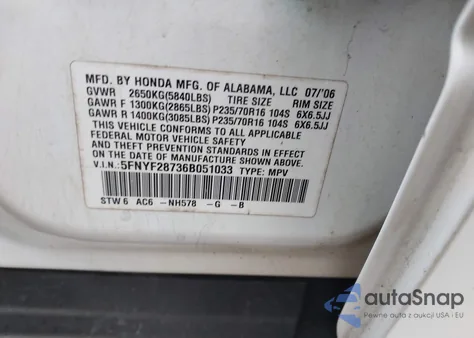 MFD. BY HONDA MFG. OF ALABAMA, LLC 07/'06
GVWR 2650KG(5840LBS) TIRE SIZE RIM SIZE
GAWR F 1300KG(2865LBS) P235/70R16 104S 6X6.5JJ
GAWR R 1400KG(3085LBS) P235/70R16 104S 6X6.5JJ
THIS VEHICLE CONFORMS TO ALL APPLICABLE
FEDERAL MOTOR VEHICLE SAFETY, BUMPER,
AND THEFT PREVENTION STANDARDS IN EFFECT
ON THE DATE OF MANUFACTURE SHOWN ABOVE.
V.I.N.: 5FNYF28736B051033 TYPE: MPV
STW6 AC6 -NH578 -G -B
autoSnap
Pewne auta z aukcji USA i EU